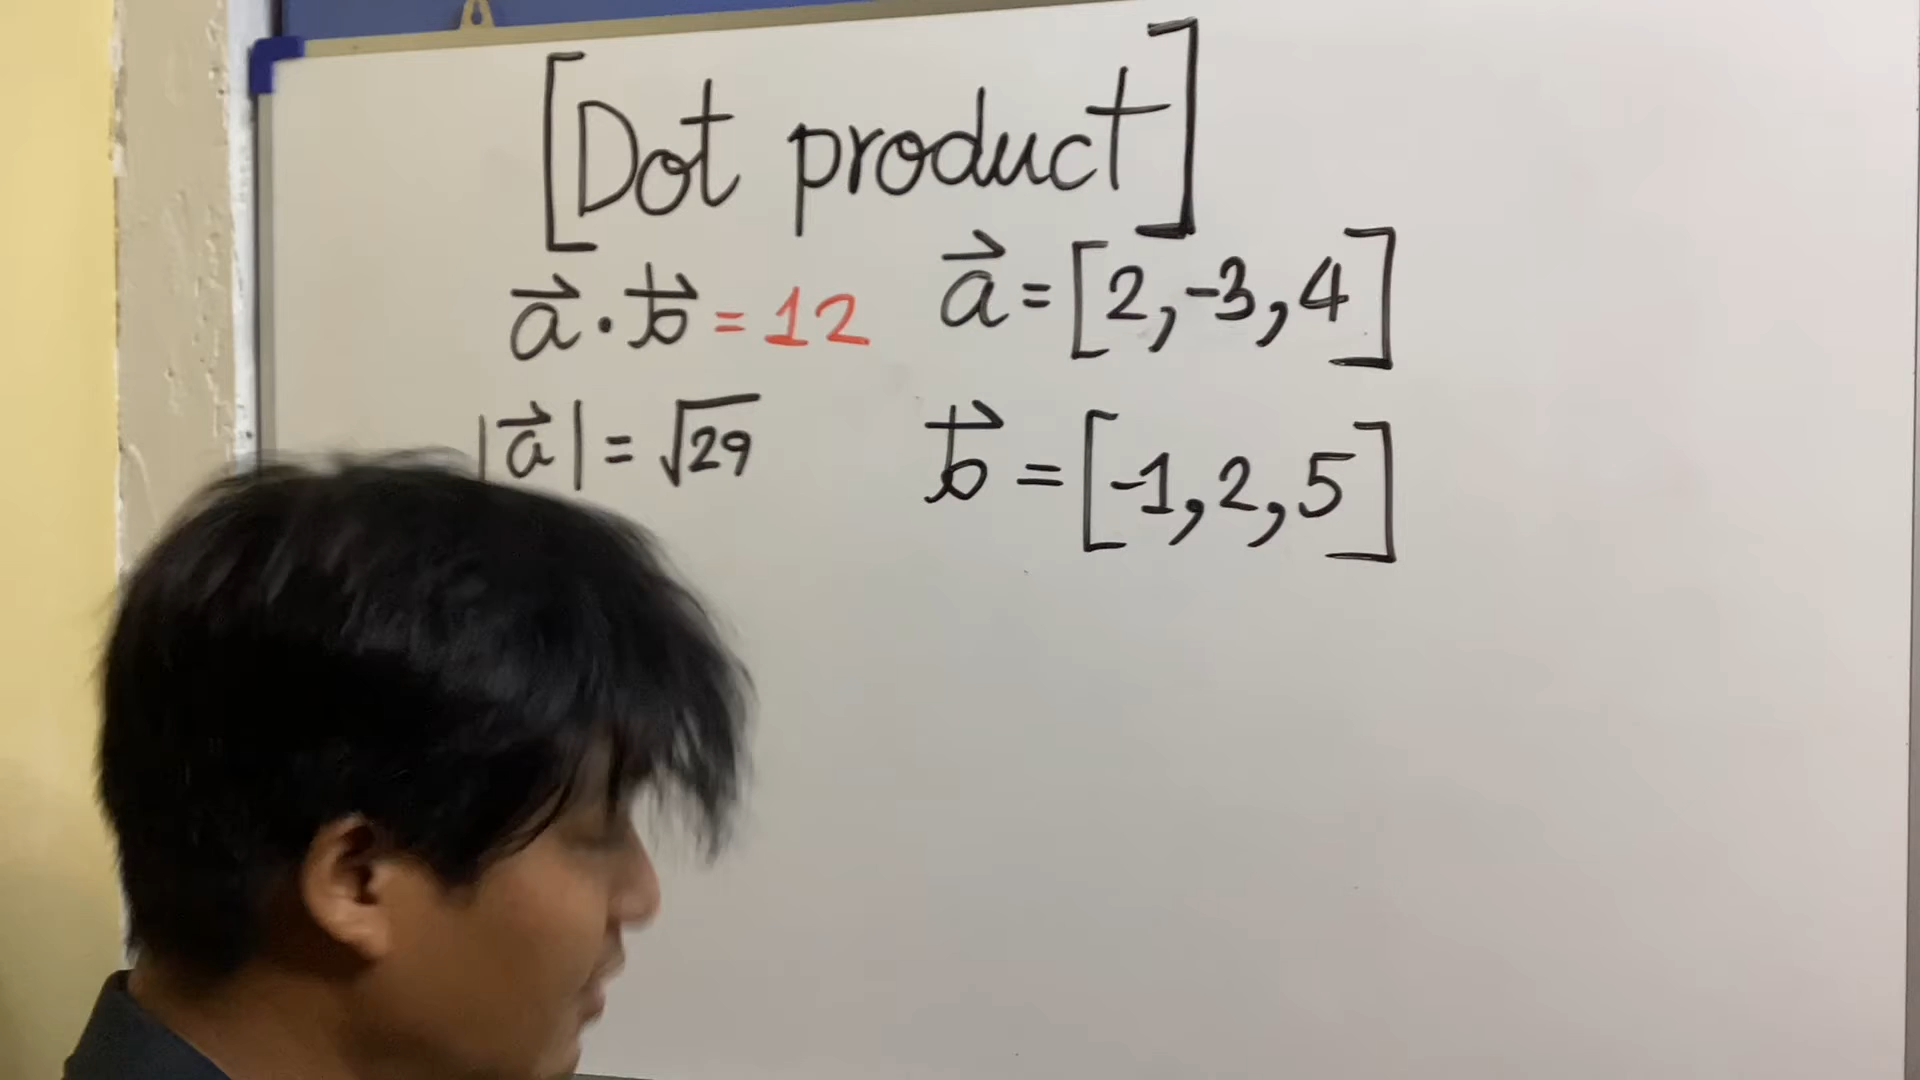 [Dot product]
a⃗ · b⃗ = 12
a⃗ = [2, -3, 4]
|a⃗| = √29
b⃗ = [-1, 2, 5]